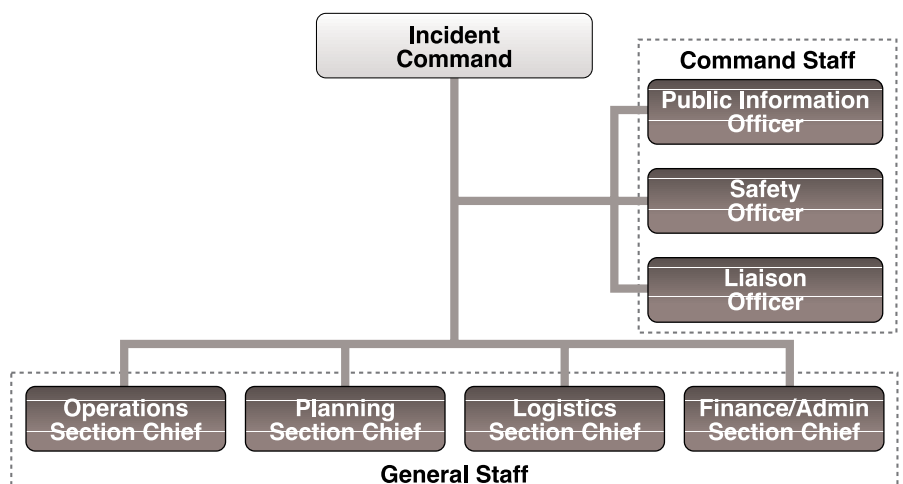 Incident
Command
Command Staff
Public Information
Officer
Safety
Officer
Liaison
Officer
Operations
Section Chief
Planning
Section Chief
Logistics
Section Chief
Finance/Admin
Section Chief
General Staff